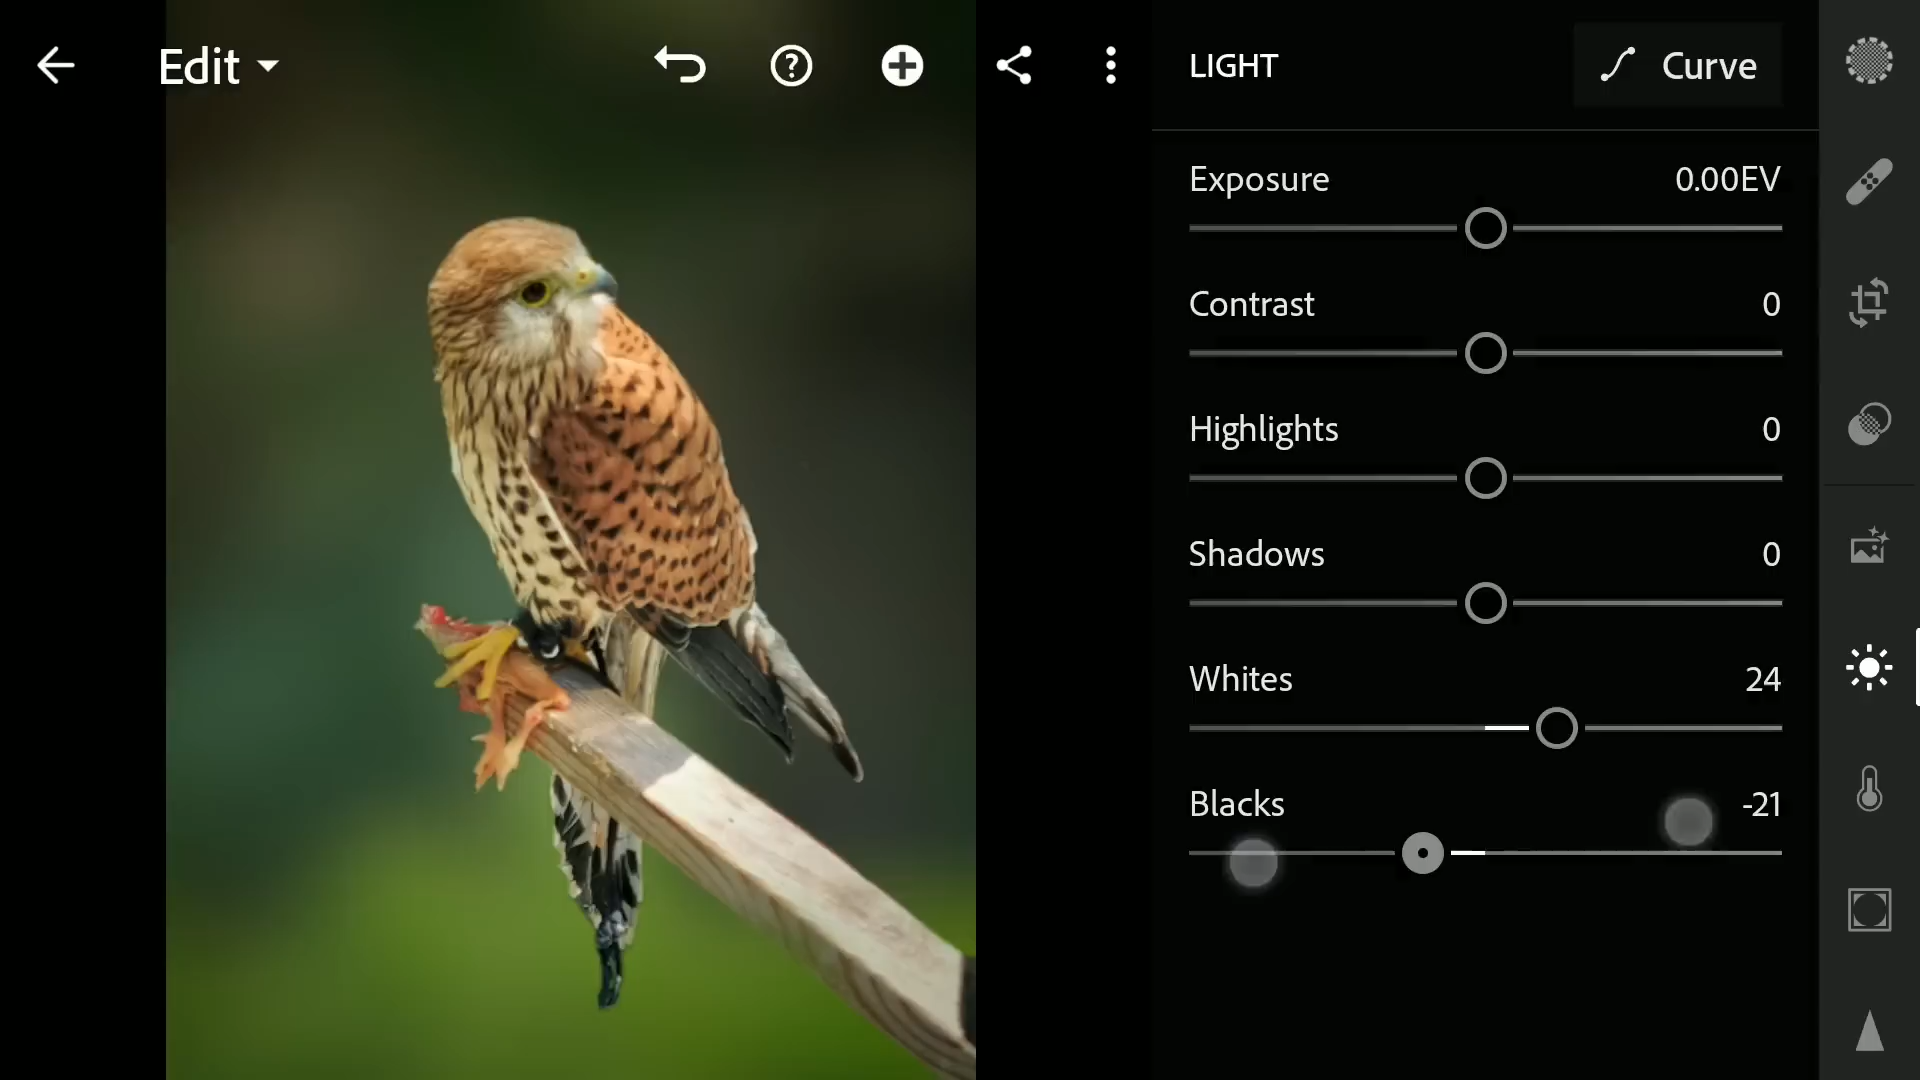 Edit
LIGHT
Curve
Exposure 0.00EV
Contrast 0
Highlights 0
Shadows 0
Whites 24
Blacks -21